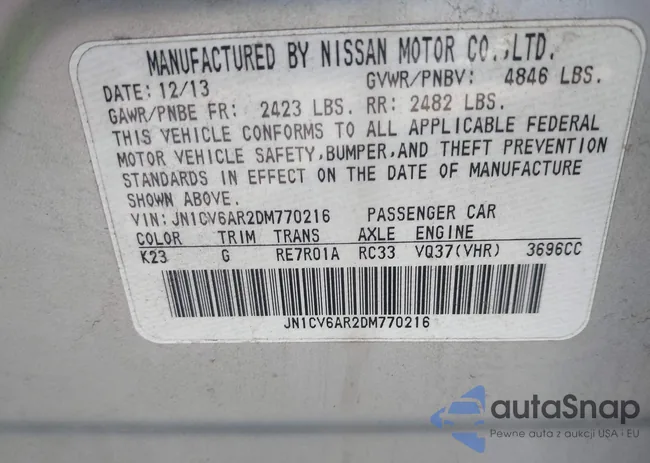 MANUFACTURED BY NISSAN MOTOR CO.,LTD.
DATE: 12/13 GVWR/PNBV: 4846 LBS.
GAWR/PNBE FR: 2423 LBS. RR: 2482 LBS.
THIS VEHICLE CONFORMS TO ALL APPLICABLE FEDERAL
MOTOR VEHICLE SAFETY,BUMPER,AND THEFT PREVENTION
STANDARDS IN EFFECT ON THE DATE OF MANUFACTURE
SHOWN ABOVE.
VIN: JN1CV6AR2DM770216 PASSENGER CAR
COLOR TRIM TRANS AXLE ENGINE
K23 G RE7R01A RC33 VQ37(VHR) 3696CC
JN1CV6AR2DM770216
autaSnap
Pewne auta z aukcji USA i EU